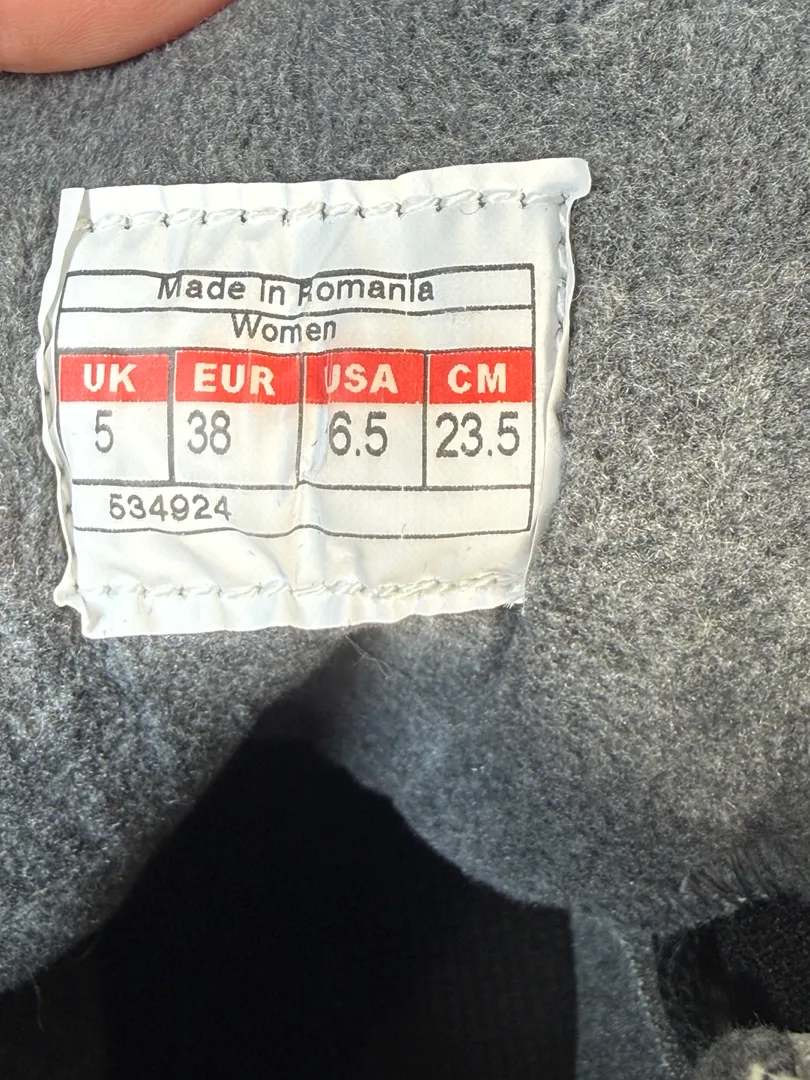 Made in Romania
Women
UK EUR USA CM
5 38 6.5 23.5
534924